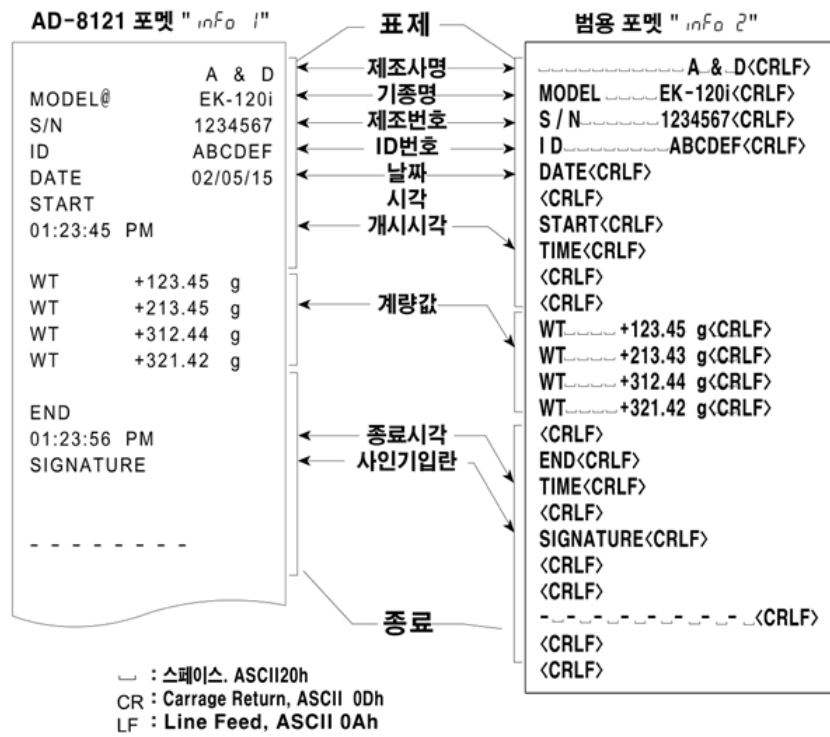 AD-8121 포멧 " inFo 1"
A & D
MODEL@ EK-120i
S/N 1234567
ID ABCDEF
DATE 02/05/15
START
01:23:45 PM
WT +123.45 g
WT +213.45 g
WT +312.44 g
WT +321.42 g
END
01:23:56 PM
SIGNATURE
- - - - - - - -
표제
제조사명
기종명
제조번호
ID번호
날짜
시각
개시시각
계량값
종료시각
사인기입란
종료
범용 포멧 " inFo 2"
␣␣␣␣␣␣␣␣␣␣␣A␣&␣D<CRLF>
MODEL ␣␣␣␣EK-120i<CRLF>
S/N␣␣␣␣␣␣1234567<CRLF>
ID␣␣␣␣␣␣␣␣ABCDEF<CRLF>
DATE<CRLF>
<CRLF>
START<CRLF>
TIME<CRLF>
<CRLF>
<CRLF>
WT␣␣␣␣+123.45 g<CRLF>
WT␣␣␣␣+213.43 g<CRLF>
WT␣␣␣␣+312.44 g<CRLF>
WT␣␣␣␣+321.42 g<CRLF>
<CRLF>
END<CRLF>
TIME<CRLF>
<CRLF>
SIGNATURE<CRLF>
<CRLF>
<CRLF>
-␣-␣-␣-␣-␣-␣-␣-␣<CRLF>
<CRLF>
<CRLF>
␣ : 스페이스. ASCII20h
CR : Carrage Return, ASCII 0Dh
LF : Line Feed, ASCII 0Ah